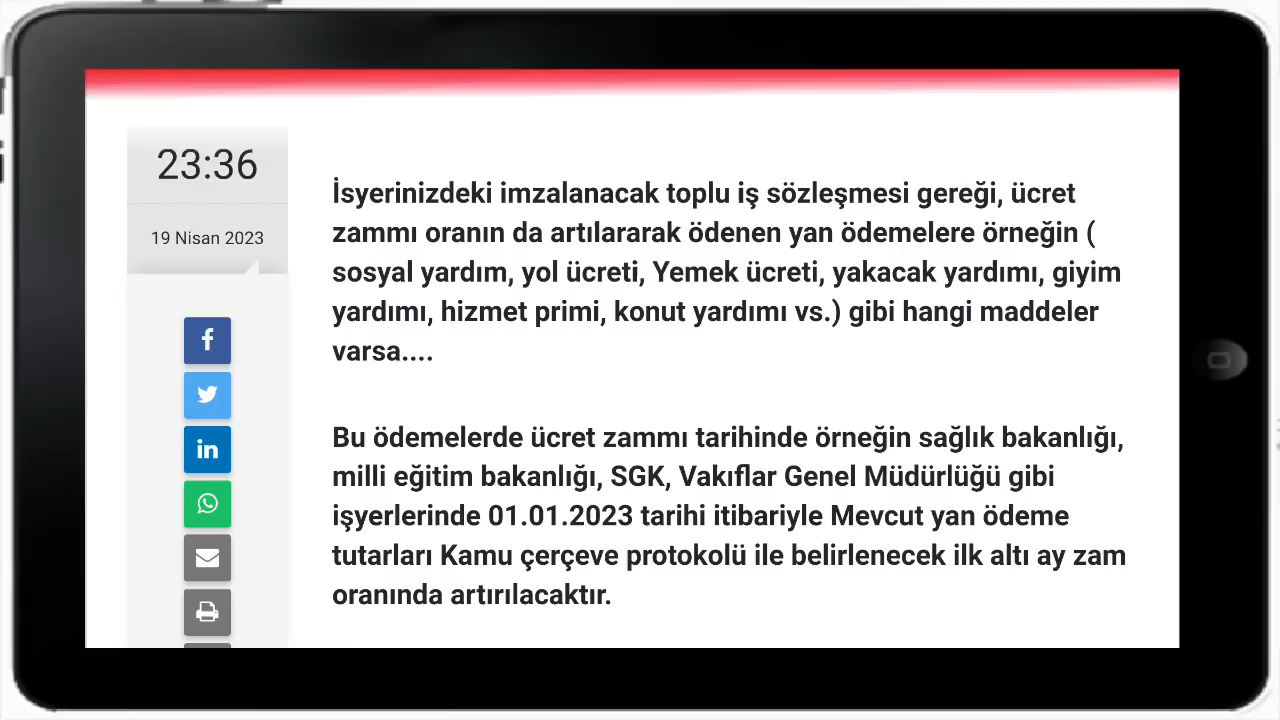 23:36
19 Nisan 2023
İsyerinizdeki imzalanacak toplu iş sözleşmesi gereği, ücret
zammı oranın da artılararak ödenen yan ödemelere örneğin (
sosyal yardım, yol ücreti, Yemek ücreti, yakacak yardımı, giyim
yardımı, hizmet primi, konut yardımı vs.) gibi hangi maddeler
varsa....
Bu ödemelerde ücret zammı tarihinde örneğin sağlık bakanlığı,
milli eğitim bakanlığı, SGK, Vakıflar Genel Müdürlüğü gibi
işyerlerinde 01.01.2023 tarihi itibariyle Mevcut yan ödeme
tutarları Kamu çerçeve protokolü ile belirlenecek ilk altı ay zam
oranında artırılacaktır.